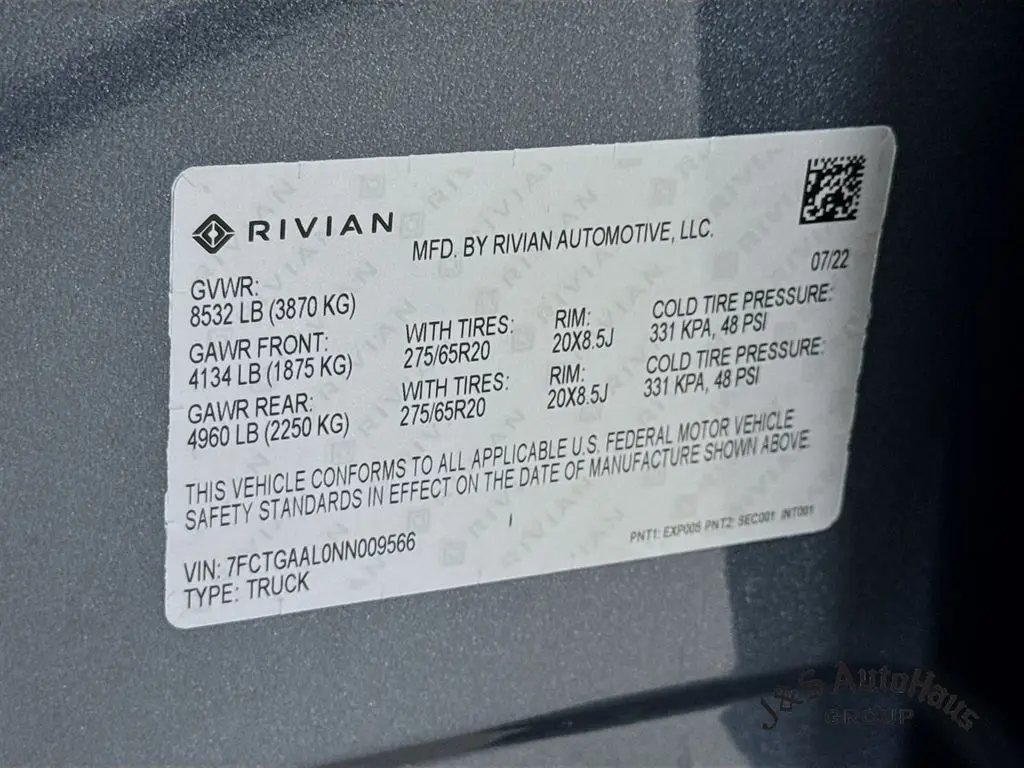 RIVIAN
MFD. BY RIVIAN AUTOMOTIVE, LLC.
07/22
GVWR:
8532 LB (3870 KG)
GAWR FRONT:
4134 LB (1875 KG)
WITH TIRES:
275/65R20
RIM:
20X8.5J
COLD TIRE PRESSURE:
331 KPA, 48 PSI
GAWR REAR:
4960 LB (2250 KG)
WITH TIRES:
275/65R20
RIM:
20X8.5J
COLD TIRE PRESSURE:
331 KPA, 48 PSI
THIS VEHICLE CONFORMS TO ALL APPLICABLE U.S. FEDERAL MOTOR VEHICLE
SAFETY STANDARDS IN EFFECT ON THE DATE OF MANUFACTURE SHOWN ABOVE
VIN: 7FCTGAAL0NN009566
TYPE: TRUCK
PNT1: EXP005 PNT2: SEC001 INT001
J&S AutoHaus
GROUP